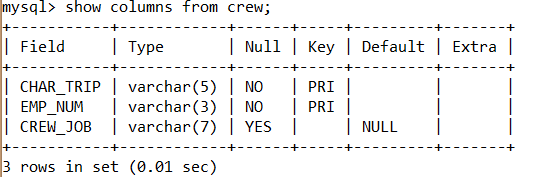 mysql> show columns from crew;
+-----------+------------+------+-----+---------+-------+
| Field     | Type       | Null | Key | Default | Extra |
+-----------+------------+------+-----+---------+-------+
| CHAR_TRIP | varchar(5) | NO   | PRI |         |       |
| EMP_NUM   | varchar(3) | NO   | PRI |         |       |
| CREW_JOB  | varchar(7) | YES  |     | NULL    |       |
+-----------+------------+------+-----+---------+-------+
3 rows in set (0.01 sec)